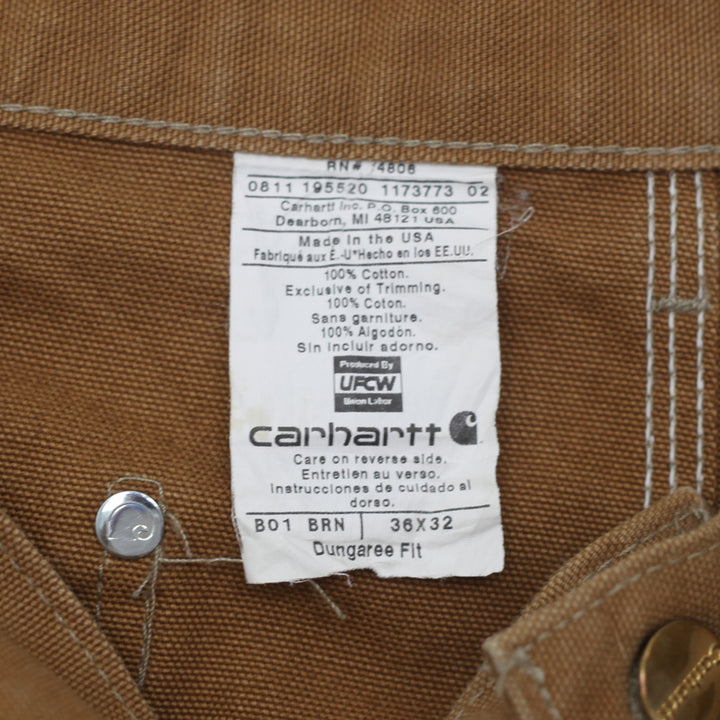 RN# 14806
0811 195520 1173773 02
Carhartt Inc. P.O. Box 600
Dearborn, MI 48121 USA
Made in the USA
Fabriqué aux É.-U*Hecho en los EE.UU.
100% Cotton.
Exclusive of Trimming.
100% Coton.
Sans garniture.
100% Algodón.
Sin incluir adorno.
Produced By
UFCW
Union Labor
carhartt
Care on reverse side.
Entretien au verso.
Instrucciones de cuidado al
dorso.
B01 BRN | 36X32
Dungaree Fit